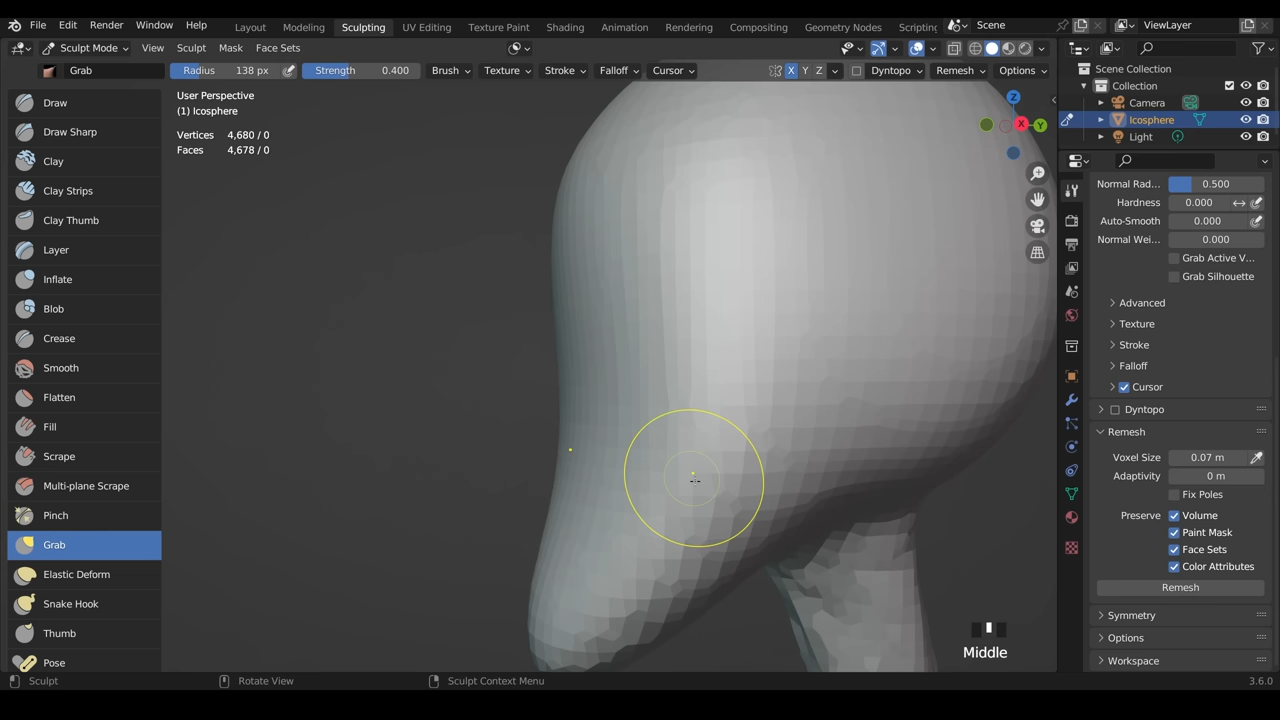 File Edit Render Window Help Layout Modeling Sculpting UV Editing Texture Paint Shading Animation Rendering Compositing Geometry Nodes Scripting Scene ViewLayer
Sculpt Mode View Sculpt Mask Face Sets
Grab Radius 138 px Strength 0.400 Brush Texture Stroke Falloff Cursor X Y Z Dyntopo Remesh Options
User Perspective
(1) Icosphere
Vertices 4,680 / 0
Faces 4,678 / 0
Draw
Draw Sharp
Clay
Clay Strips
Clay Thumb
Layer
Inflate
Blob
Crease
Smooth
Flatten
Fill
Scrape
Multi-plane Scrape
Pinch
Grab
Elastic Deform
Snake Hook
Thumb
Pose
Z
X
Y
Middle
Scene Collection
Collection
Camera
Icosphere
Light
Normal Rad... 0.500
Hardness 0.000
Auto-Smooth 0.000
Normal Wei... 0.000
Grab Active V...
Grab Silhouette
Advanced
Texture
Stroke
Falloff
Cursor
Dyntopo
Remesh
Voxel Size 0.07 m
Adaptivity 0 m
Fix Poles
Preserve Volume
Paint Mask
Face Sets
Color Attributes
Remesh
Symmetry
Options
Workspace
Sculpt Rotate View Sculpt Context Menu 3.6.0